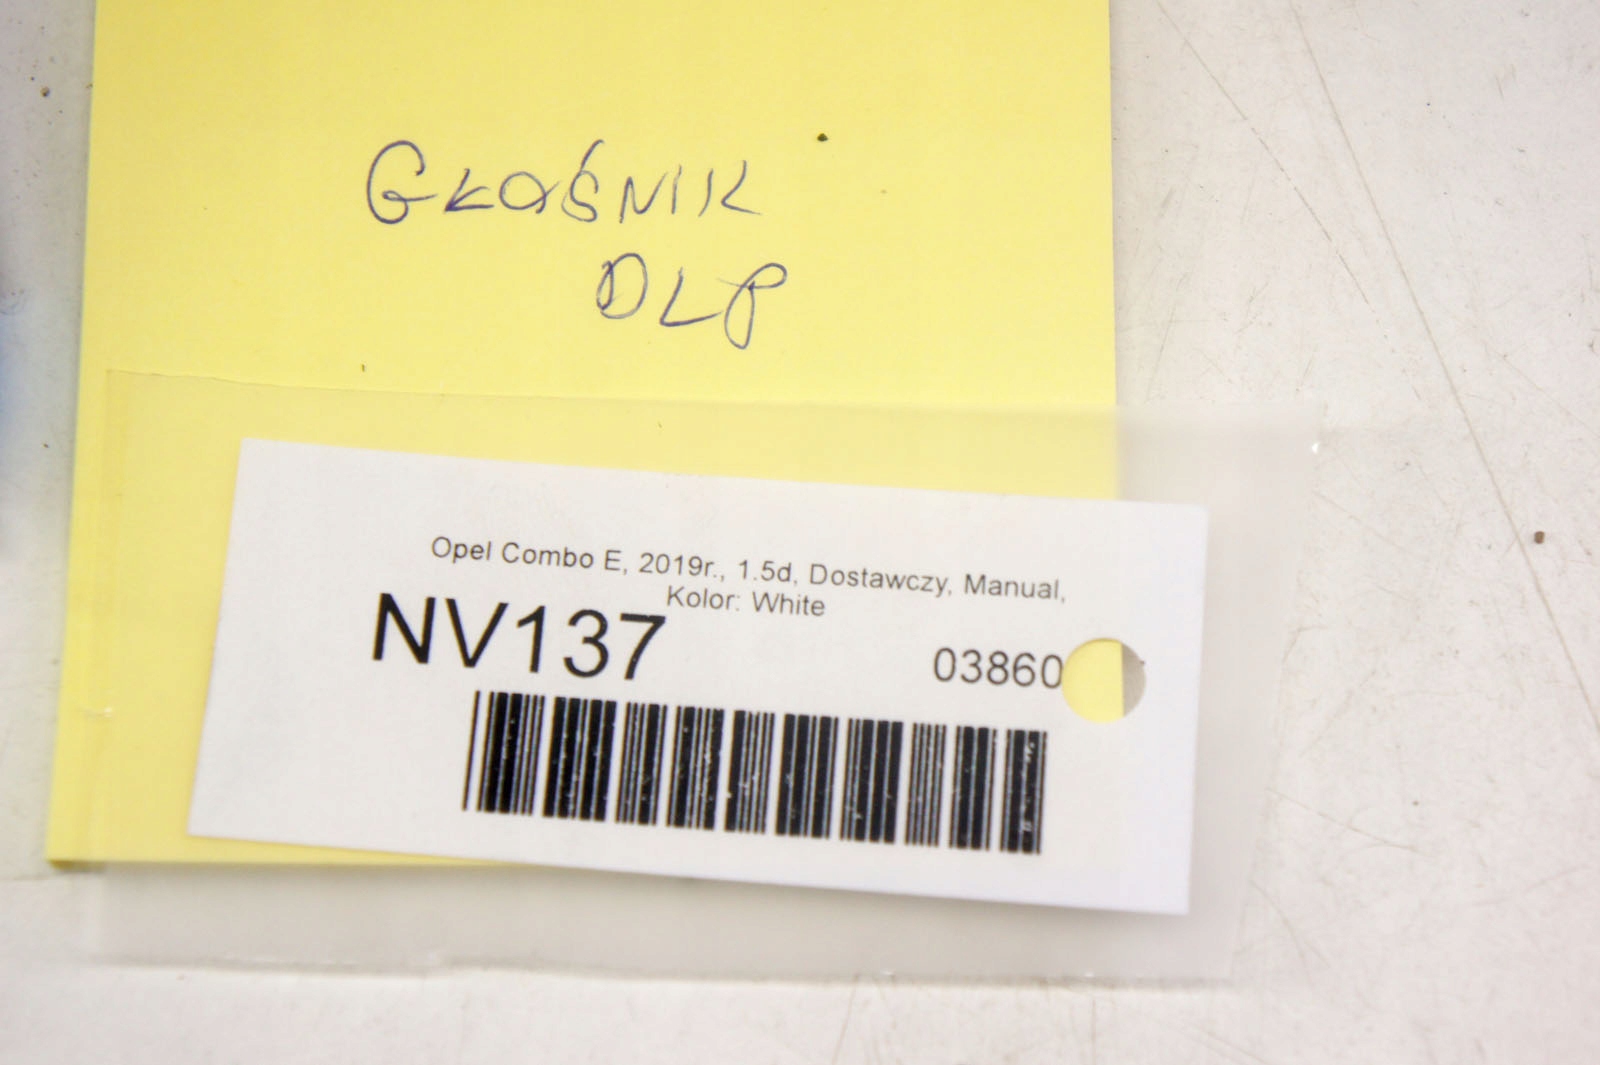 GŁOŚNIK
DLP
Opel Combo E, 2019r., 1.5d, Dostawczy, Manual,
Kolor: White
NV137
03860